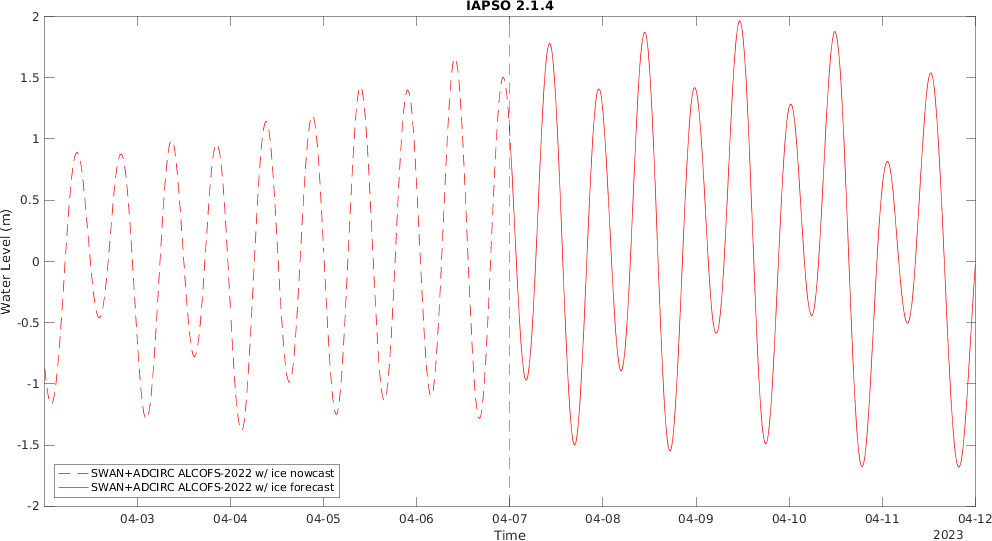 IAPSO 2.1.4
2
1.5
1
0.5
0
-0.5
-1
-1.5
-2
Water Level (m)
SWAN+ADCIRC ALCOFS-2022 w/ ice nowcast
SWAN+ADCIRC ALCOFS-2022 w/ ice forecast
04-03 04-04 04-05 04-06 04-07 04-08 04-09 04-10 04-11 04-12
Time
2023